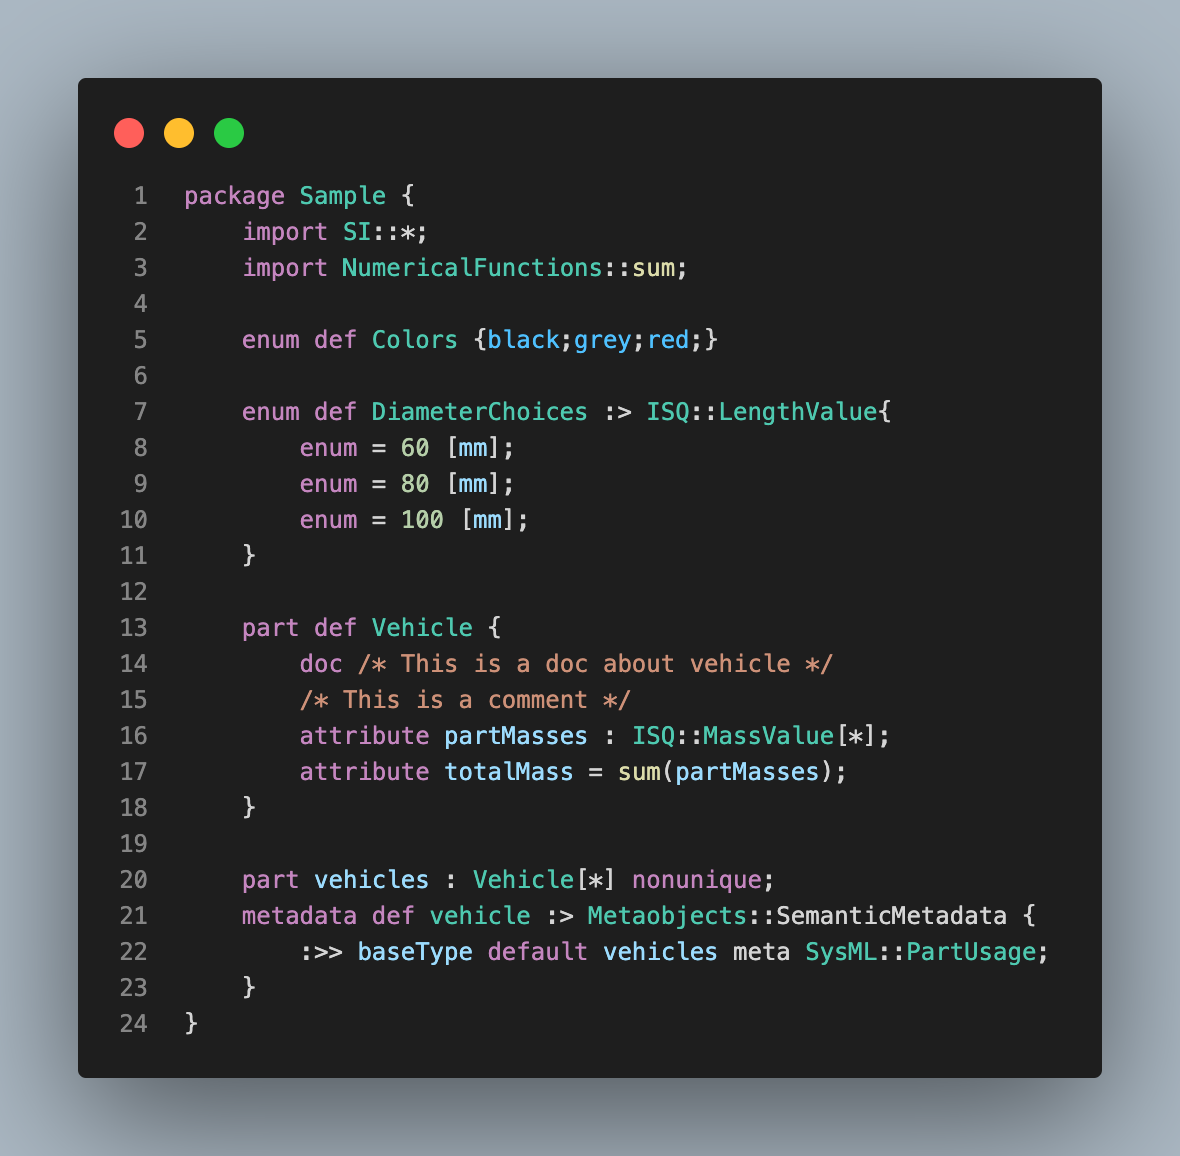 1 package Sample {
2     import SI::*;
3     import NumericalFunctions::sum;
4
5     enum def Colors {black;grey;red;}
6
7     enum def DiameterChoices :> ISQ::LengthValue{
8         enum = 60 [mm];
9         enum = 80 [mm];
10         enum = 100 [mm];
11     }
12
13     part def Vehicle {
14         doc /* This is a doc about vehicle */
15         /* This is a comment */
16         attribute partMasses : ISQ::MassValue[*];
17         attribute totalMass = sum(partMasses);
18     }
19
20     part vehicles : Vehicle[*] nonunique;
21     metadata def vehicle :> Metaobjects::SemanticMetadata {
22         :>> baseType default vehicles meta SysML::PartUsage;
23     }
24 }